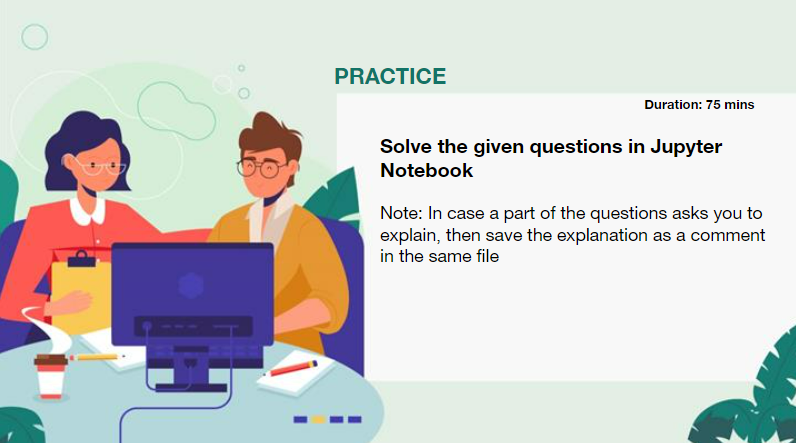 PRACTICE
Duration: 75 mins
Solve the given questions in Jupyter
Notebook
Note: In case a part of the questions asks you to
explain, then save the explanation as a comment
in the same file